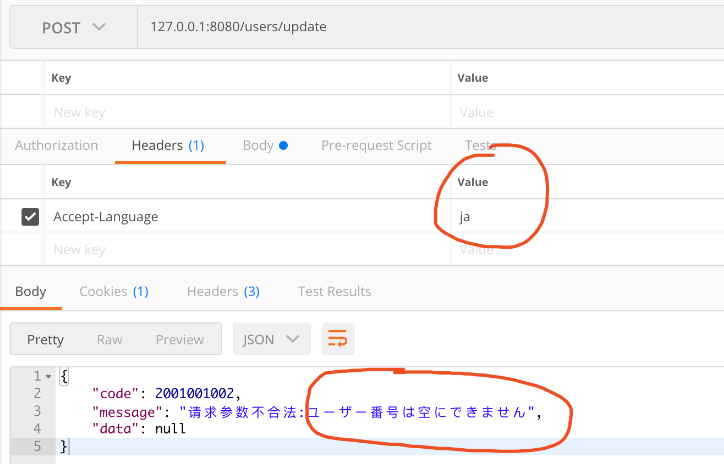 POST 127.0.0.1:8080/users/update
Key Value
New key Value
Authorization Headers (1) Body Pre-request Script Tests
Key Value
Accept-Language ja
New key Value
Body Cookies (1) Headers (3) Test Results
Pretty Raw Preview JSON
1 {
2 "code": 2001001002,
3 "message": "请求参数不合法:ユーザー番号は空にできません",
4 "data": null
5 }